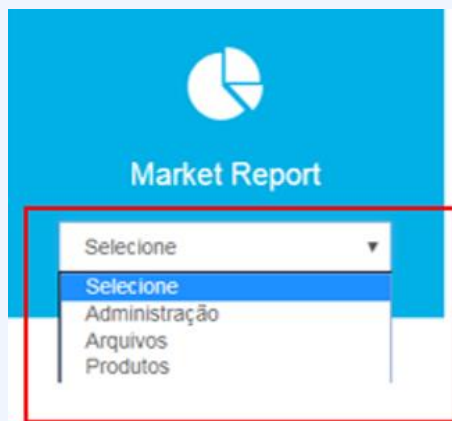 Market Report
Selecione
Selecione
Administração
Arquivos
Produtos